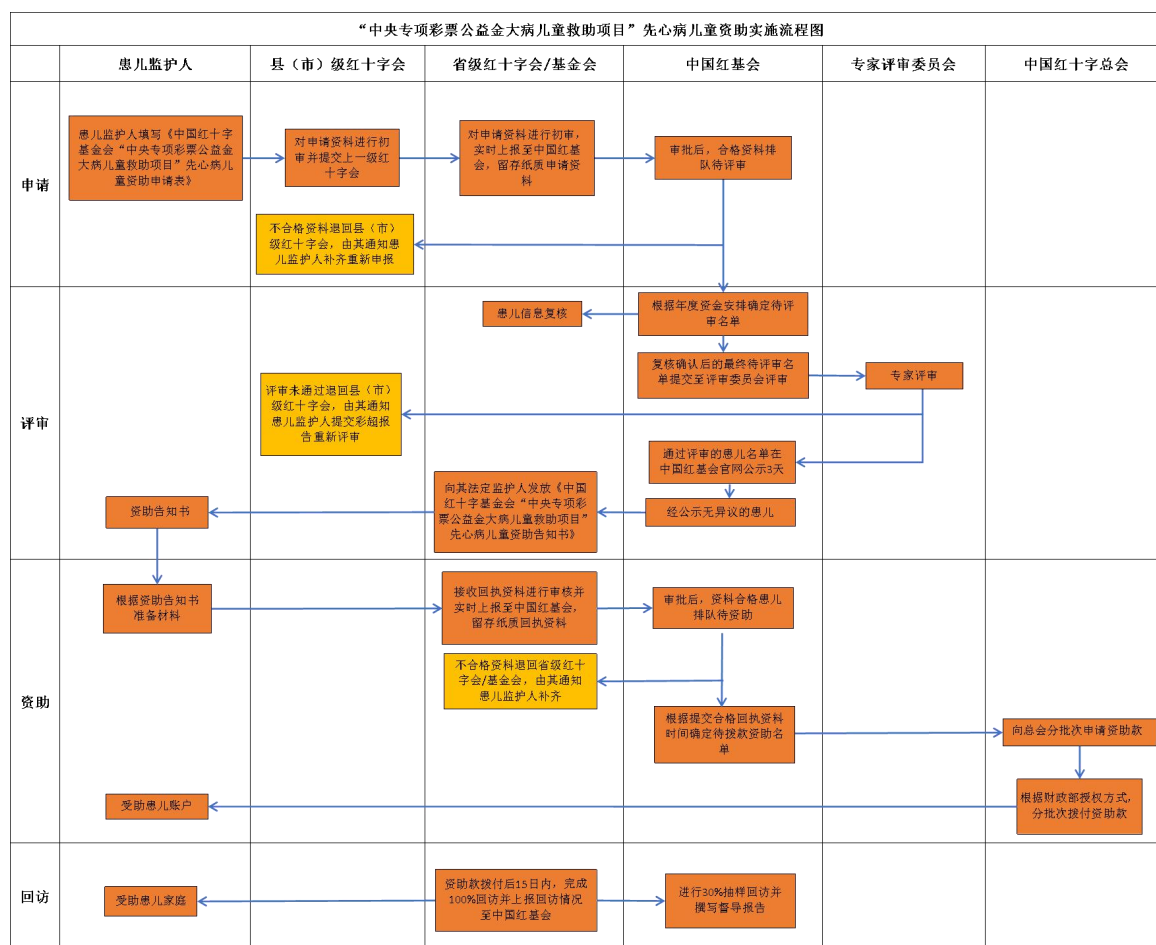 “中央专项彩票公益金大病儿童救助项目”先心病儿童资助实施流程图
患儿监护人
县（市）级红十字会
省级红十字会/基金会
中国红基会
专家评审委员会
中国红十字总会
申请
患儿监护人填写《中国红十字
基金会“中央专项彩票公益金
大病儿童救助项目”先心病儿
童资助申请表》
对申请资料进行初
审并提交上一级红
十字会
对申请资料进行初审，
实时上报至中国红基
会，留存纸质申请资
料
审批后，合格资料排
队待评审
不合格资料退回县（市）
级红十字会，由其通知患
儿监护人补齐重新申报
评审
患儿信息复核
根据年度资金安排确定待评
审名单
复核确认后的最终待评审名
单提交至评审委员会评审
专家评审
评审未通过退回县（市）
级红十字会，由其通知
患儿监护人提交彩超报
告重新评审
通过评审的患儿名单在
中国红基会官网公示3天
资助告知书
向其法定监护人发放《中国
红十字基金会“中央专项彩
票公益金大病儿童救助项目”
先心病儿童资助告知书》
经公示无异议的患儿
资助
根据资助告知书
准备材料
接收回执资料进行审核并
实时上报至中国红基会，
留存纸质回执资料
审批后，资料合格患儿
排队待资助
不合格资料退回省级红十
字会/基金会，由其通知
患儿监护人补齐
根据提交合格回执资料
时间确定待拨款资助名
单
向总会分批次申请资助款
受助患儿账户
根据财政部授权方式，
分批次拨付资助款
回访
受助患儿家庭
资助款拨付后15日内，完成
100%回访并上报回访情况
至中国红基会
进行30%抽样回访并
撰写督导报告